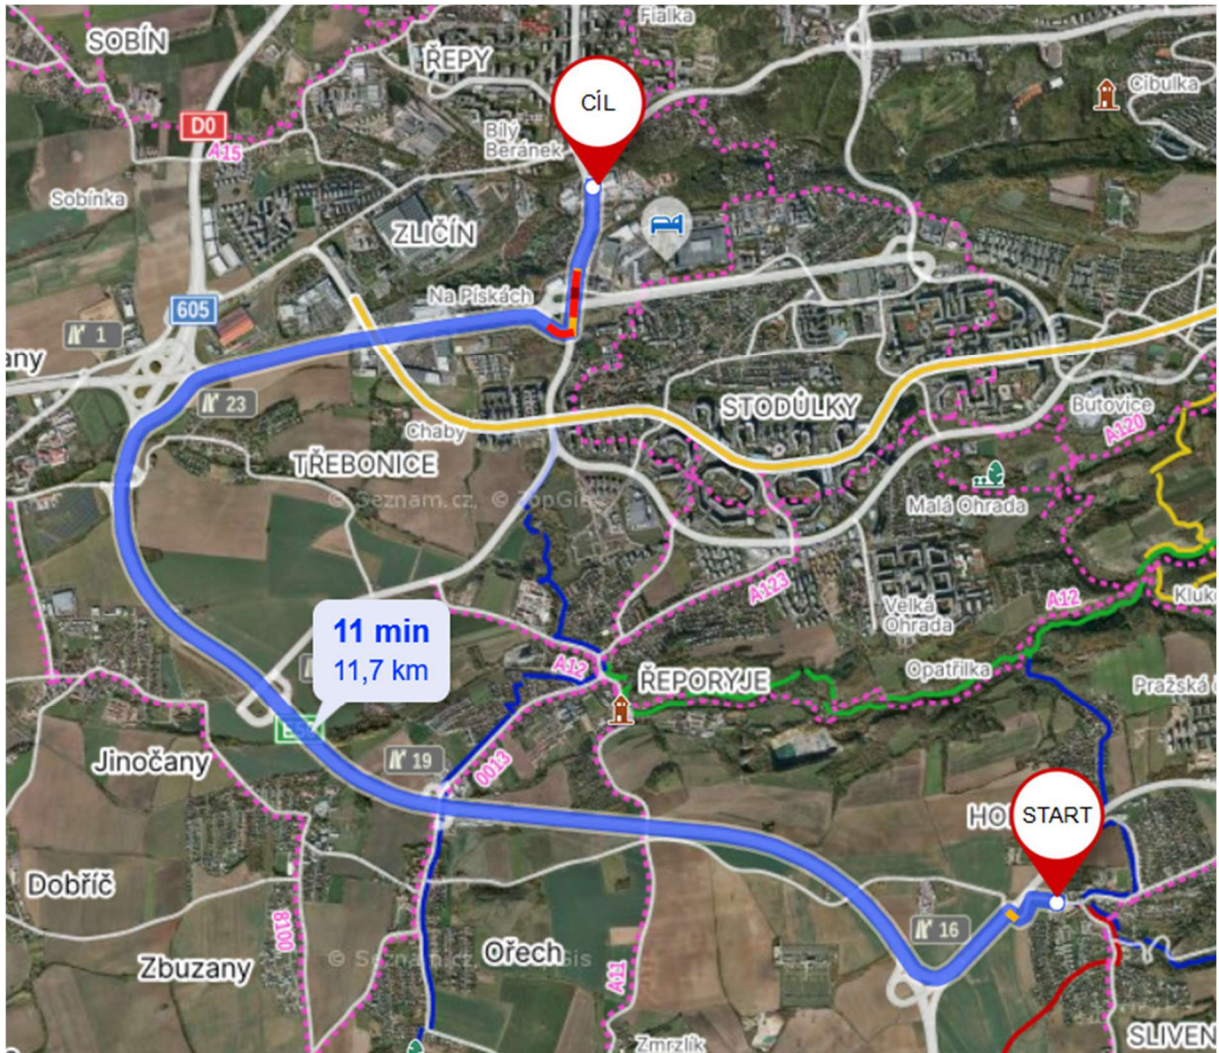 Fialka
SOBÍN
ŘEPY
Cibulka
CÍL
D0
A15
Bílý
Beránek
Sobínka
ZLIČÍN
Na Pískách
605
1
any
23
STODŮLKY
Butovice
Chaby
A120
TŘEBONICE
Malá Ohrada
© Seznam.cz, © TopGis
A123
A12
Kluko
Velká
Ohrada
11 min
11,7 km
A12
ŘEPORYJE
Opatřilka
Pražská
Jinočany
19
0013
START
Dobříč
8100
16
Zbuzany
© Seznam.cz, © TopGis
Ořech
A11
Zmrzlík
SLIVEN